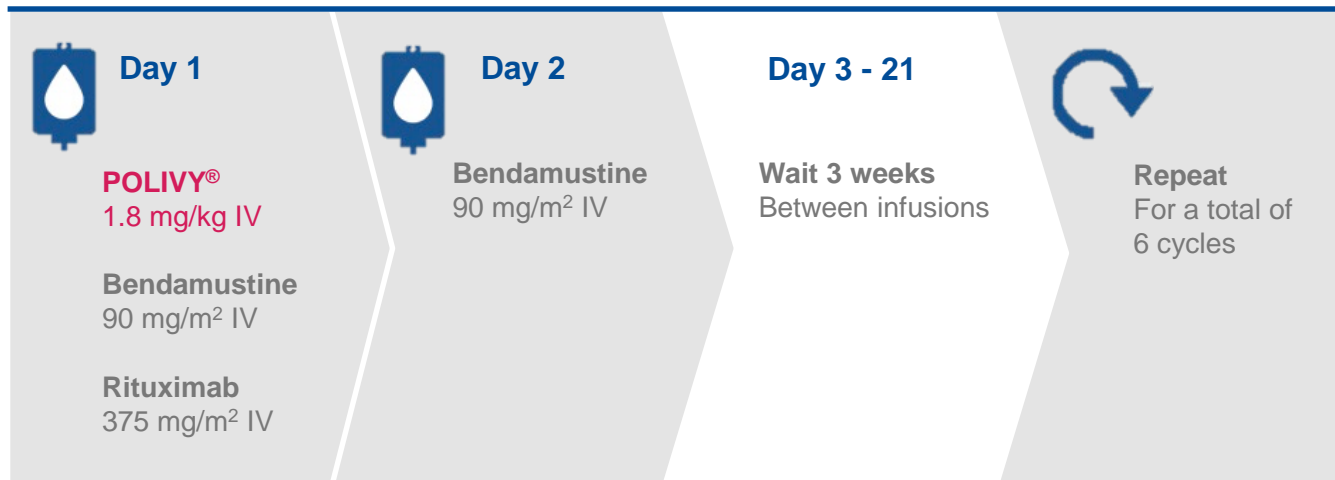 Day 1
POLIVY®
1.8 mg/kg IV
Bendamustine
90 mg/m² IV
Rituximab
375 mg/m² IV
Day 2
Bendamustine
90 mg/m² IV
Day 3 - 21
Wait 3 weeks
Between infusions
Repeat
For a total of
6 cycles